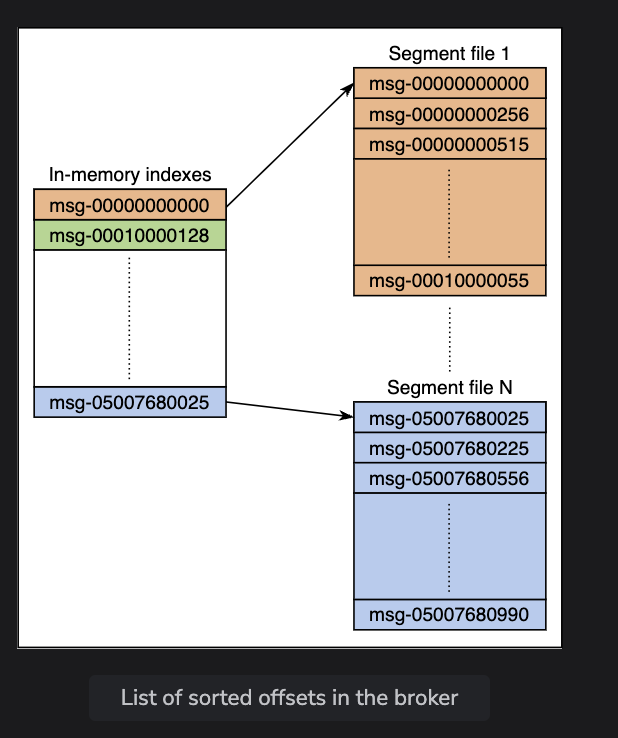 Segment file 1
msg-00000000000
msg-00000000256
msg-00000000515
msg-00010000055
In-memory indexes
msg-00000000000
msg-00010000128
msg-05007680025
Segment file N
msg-05007680025
msg-05007680225
msg-05007680556
msg-05007680990
List of sorted offsets in the broker